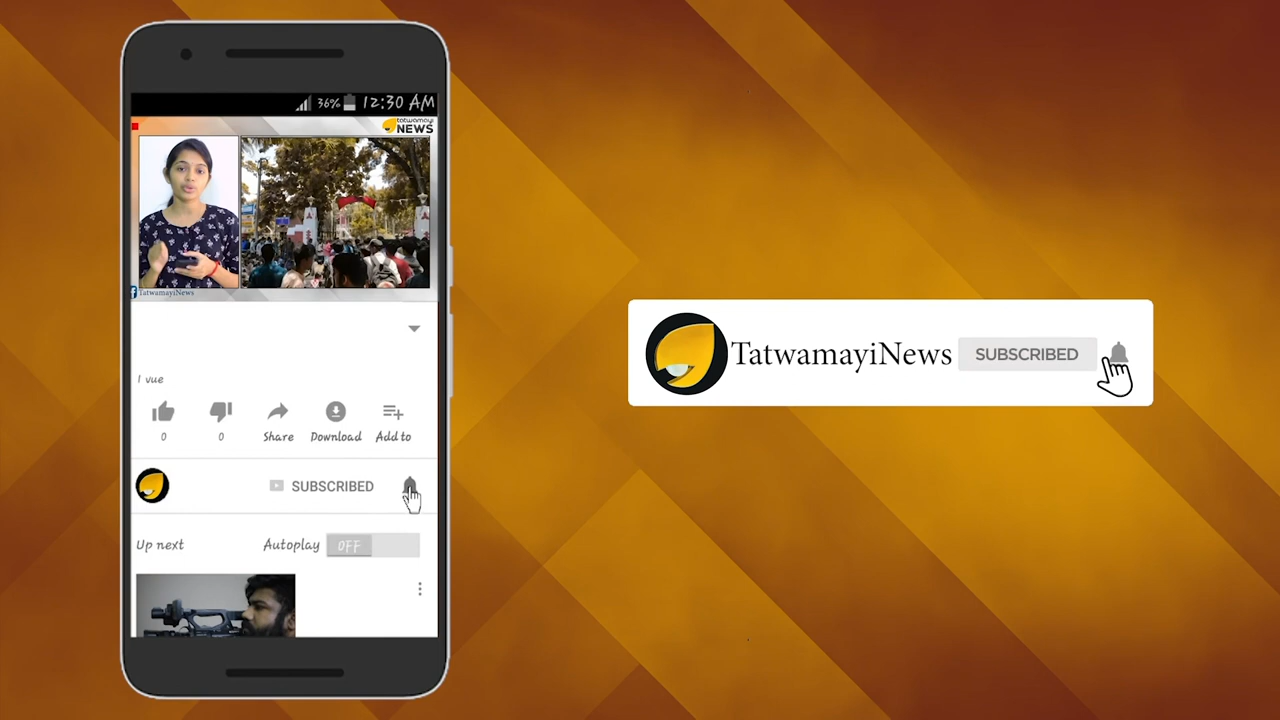 36% 12:30 AM
tatwamayi
NEWS
TatwamayiNews
1 vue
0 0 Share Download Add to
SUBSCRIBED
Up next Autoplay OFF
TatwamayiNews SUBSCRIBED